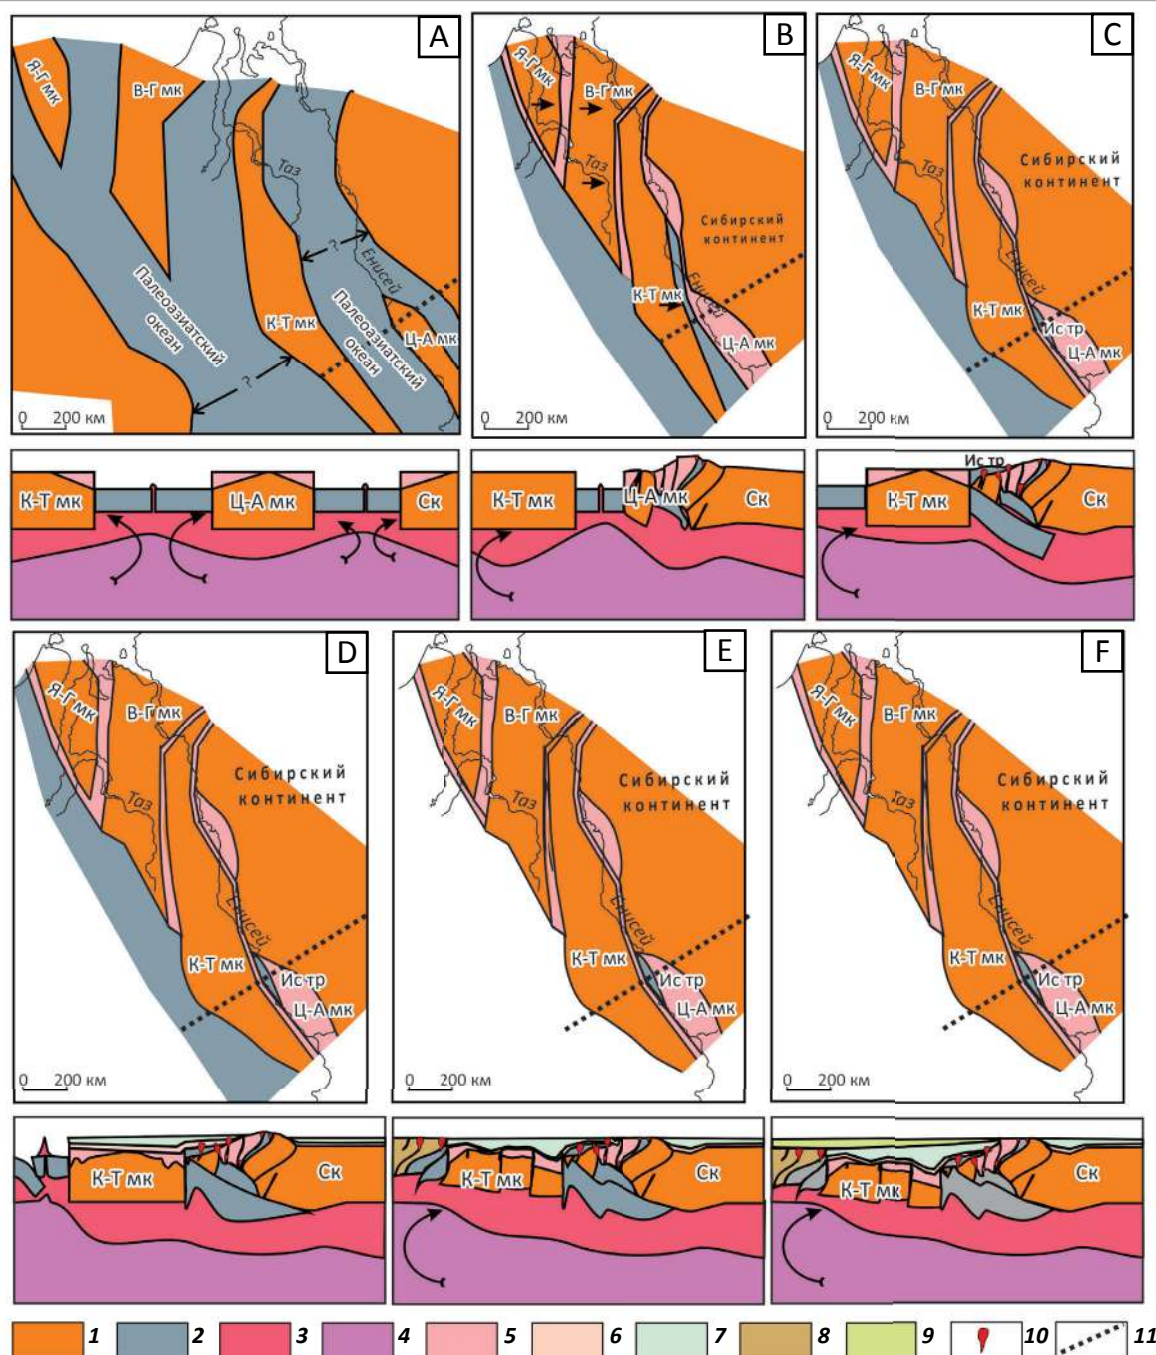 A
Я-Г мк
В-Г мк
Таз
Енисей
Палеоазиатский
океан
?
?
К-Т мк
Палеоазиатский
океан
Ц-А мк
0 200 км
B
Я-Г мк
В-Г мк
Таз
Сибирский
континент
Енисей
К-Т мк
Ц-А мк
0 200 км
C
Я-Г мк
В-Г мк
Таз
Сибирский
континент
Енисей
К-Т мк
Ис тр
Ц-А мк
0 200 км
К-Т мк
Ц-А мк
Ск
К-Т мк
Ц-А мк
Ск
Ис тр
К-Т мк
Ск
D
Я-Г мк
В-Г мк
Сибирский
континент
Таз
Енисей
К-Т мк
Ис тр
Ц-А мк
0 200 км
E
Я-Г мк
В-Г мк
Сибирский
континент
Таз
Енисей
К-Т мк
Ис тр
Ц-А мк
0 200 км
F
Я-Г мк
В-Г мк
Сибирский
континент
Таз
Енисей
К-Т мк
Ис тр
Ц-А мк
0 200 км
К-Т мк
Ск
К-Т мк
Ск
К-Т мк
Ск
1 2 3 4 5 6 7 8 9 10 11